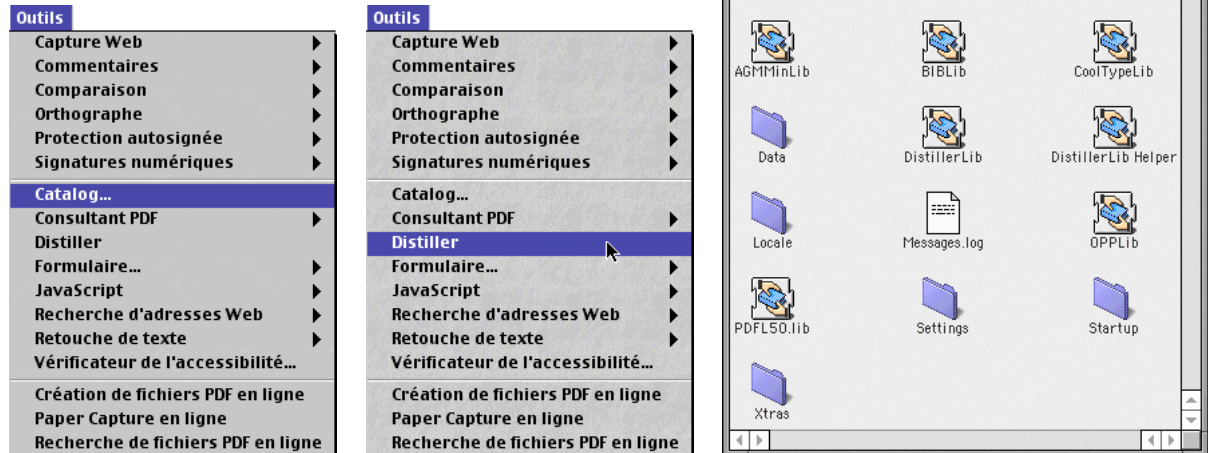 Outils
Capture Web
Commentaires
Comparaison
Orthographe
Protection autosignée
Signatures numériques
Catalog...
Consultant PDF
Distiller
Formulaire...
JavaScript
Recherche d'adresses Web
Retouche de texte
Vérificateur de l'accessibilité...
Création de fichiers PDF en ligne
Paper Capture en ligne
Recherche de fichiers PDF en ligne
Outils
Capture Web
Commentaires
Comparaison
Orthographe
Protection autosignée
Signatures numériques
Catalog...
Consultant PDF
Distiller
Formulaire...
JavaScript
Recherche d'adresses Web
Retouche de texte
Vérificateur de l'accessibilité...
Création de fichiers PDF en ligne
Paper Capture en ligne
Recherche de fichiers PDF en ligne
AGMMinLib BIBLib CoolTypeLib
Data DistillerLib DistillerLib Helper
Locale Messages.log OPPLib
PDFL50.lib Settings Startup
Xtras